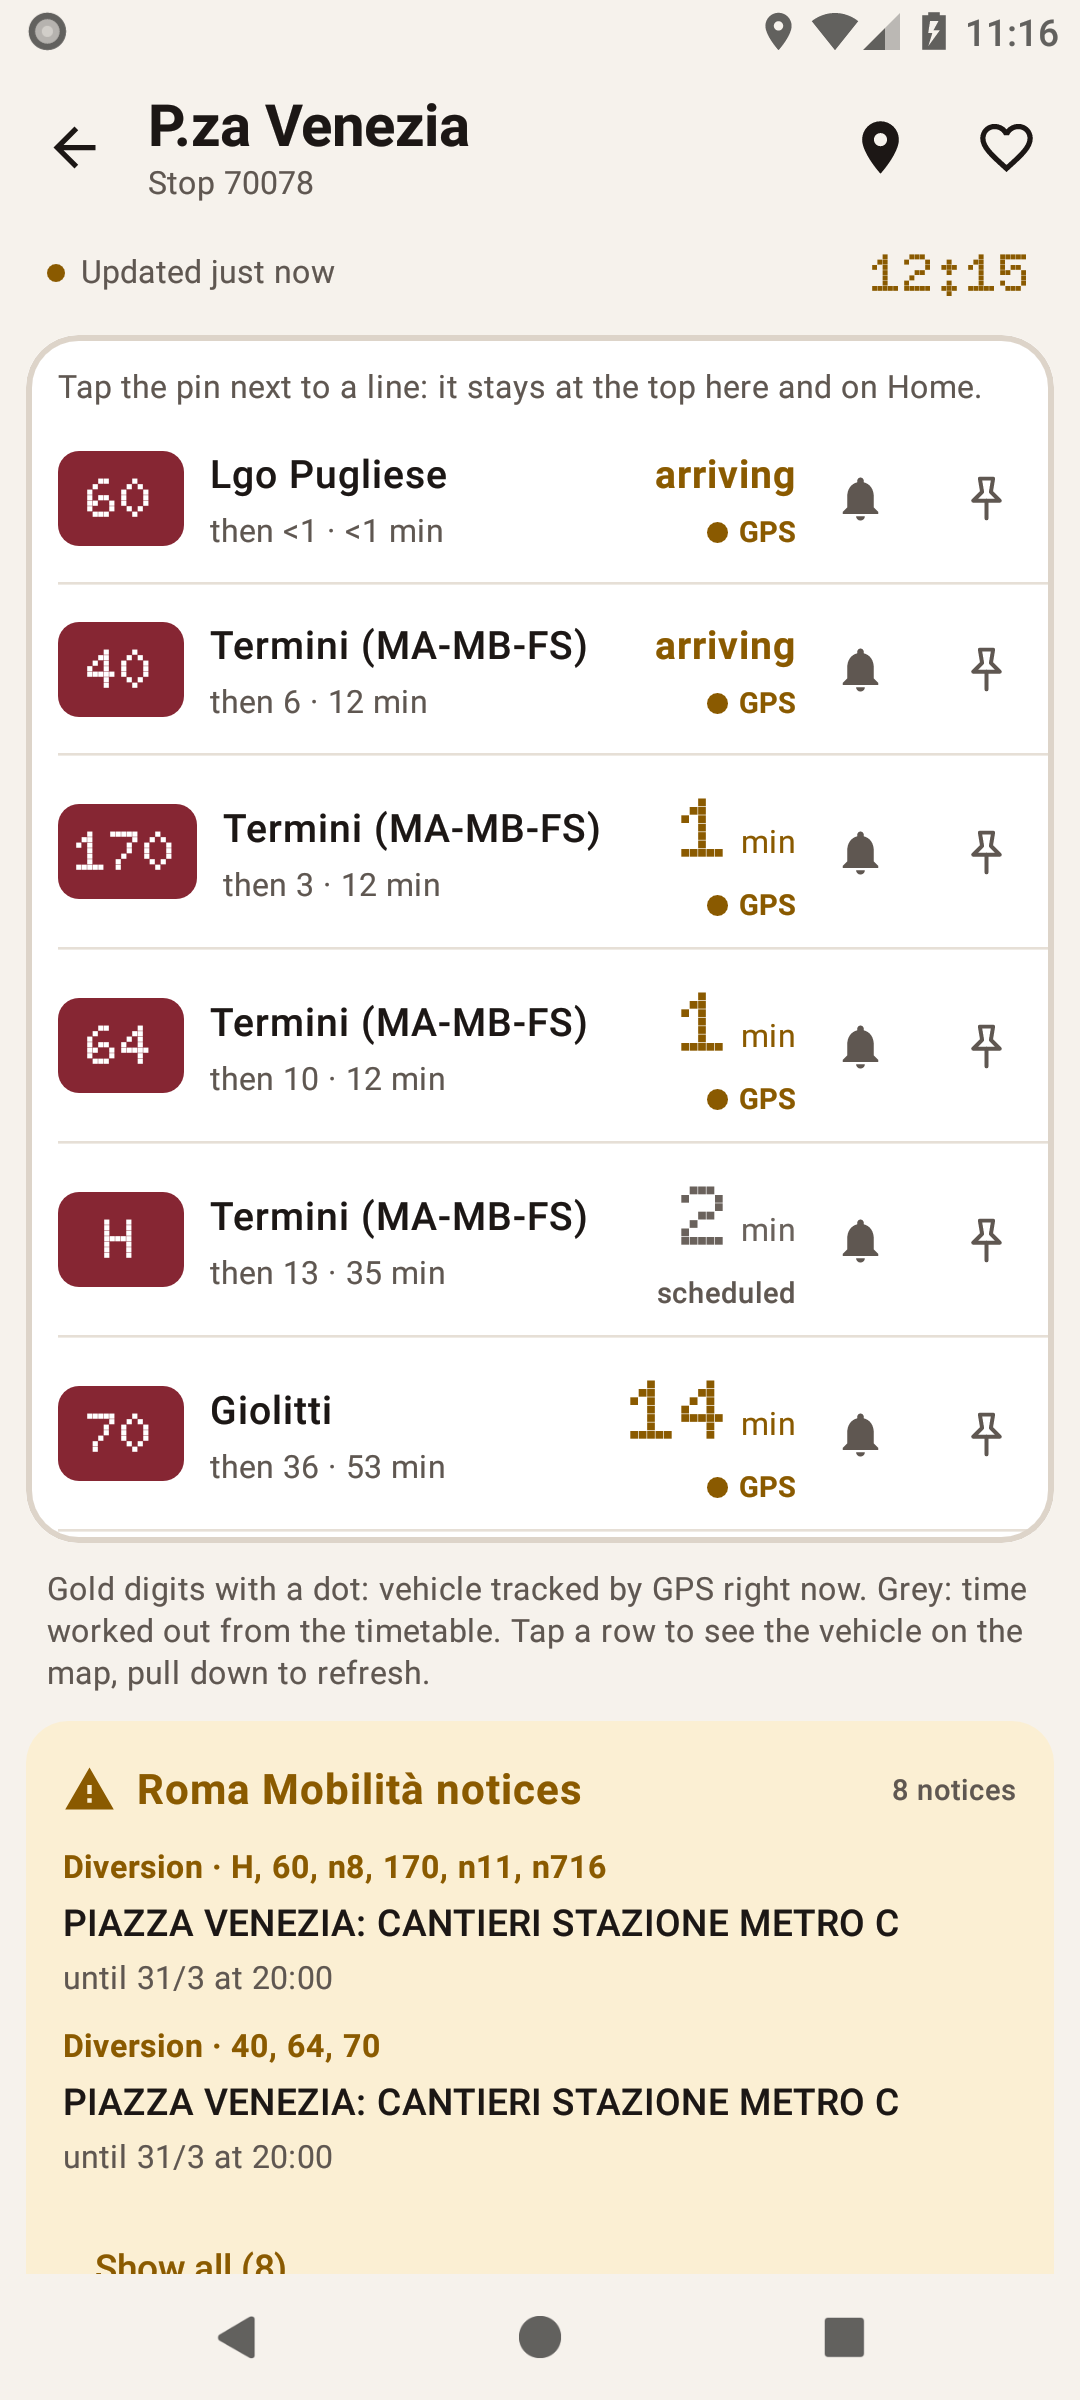 11:16
P.za Venezia
Stop 70078
Updated just now
12:15
Tap the pin next to a line: it stays at the top here and on Home.
60 Lgo Pugliese arriving
then <1 · <1 min GPS
40 Termini (MA-MB-FS) arriving
then 6 · 12 min GPS
170 Termini (MA-MB-FS) 1 min
then 3 · 12 min GPS
64 Termini (MA-MB-FS) 1 min
then 10 · 12 min GPS
H Termini (MA-MB-FS) 2 min
then 13 · 35 min scheduled
70 Giolitti 14 min
then 36 · 53 min GPS
Gold digits with a dot: vehicle tracked by GPS right now. Grey: time
worked out from the timetable. Tap a row to see the vehicle on the
map, pull down to refresh.
Roma Mobilità notices 8 notices
Diversion · H, 60, n8, 170, n11, n716
PIAZZA VENEZIA: CANTIERI STAZIONE METRO C
until 31/3 at 20:00
Diversion · 40, 64, 70
PIAZZA VENEZIA: CANTIERI STAZIONE METRO C
until 31/3 at 20:00
Show all (8)